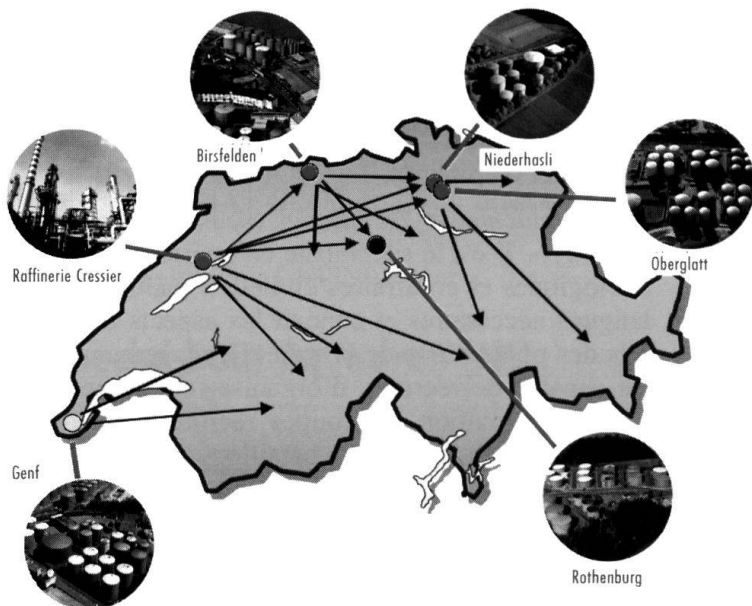 Birsfelden
Niederhasli
Raffinerie Cressier
Oberglatt
Genf
Rothenburg